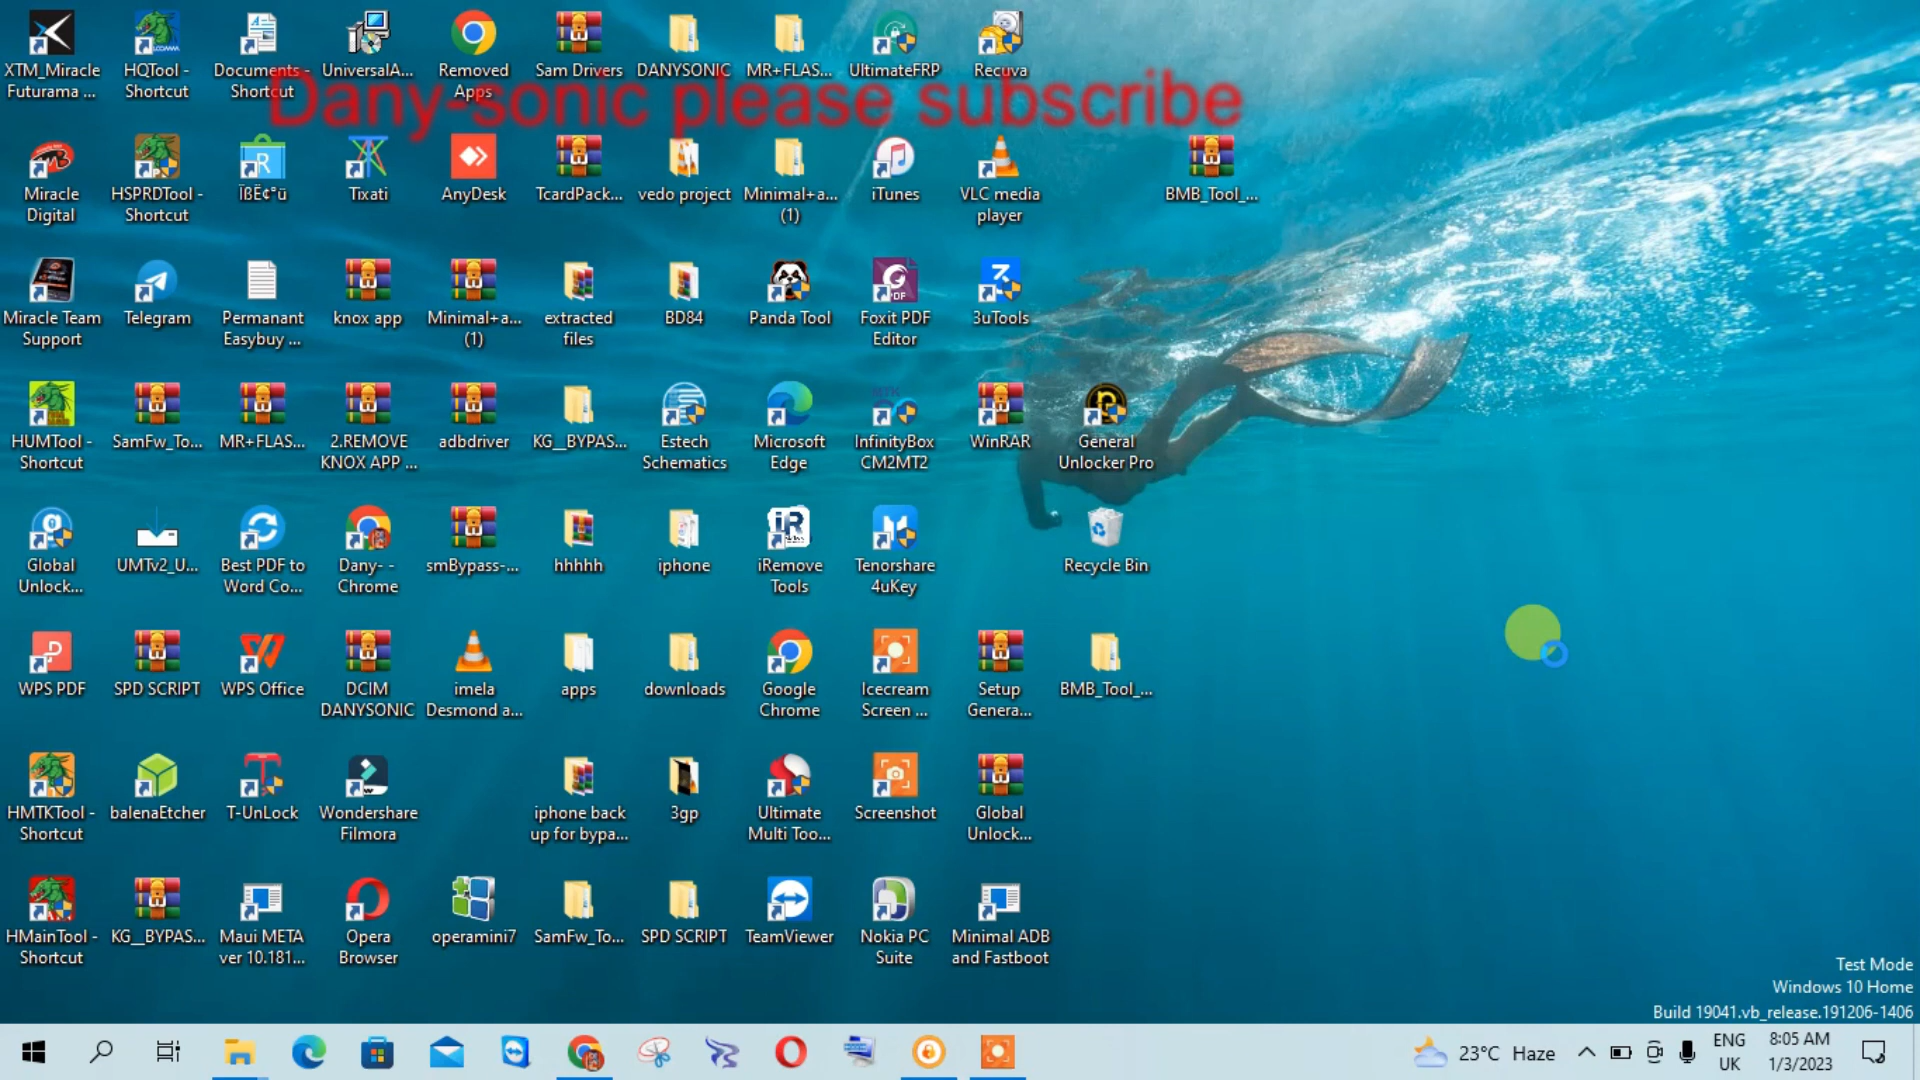 XTM_Miracle Futurama ...
HQTool - Shortcut
Documents - Shortcut
UniversalA...
Removed Apps
Sam Drivers
DANYSONIC
MR+FLAS...
UltimateFRP
Recuva
Dany-sonic please subscribe
Miracle Digital
HSPRDTool - Shortcut
ÏßË¢°ü
Tixati
AnyDesk
TcardPack...
vedo project
Minimal+a... (1)
iTunes
VLC media player
BMB_Tool_...
Miracle Team Support
Telegram
Permanant Easybuy ...
knox app
Minimal+a... (1)
extracted files
BD84
Panda Tool
Foxit PDF Editor
3uTools
HUMTool - Shortcut
SamFw_To...
MR+FLAS...
2.REMOVE KNOX APP ...
adbdriver
KG__BYPAS...
Estech Schematics
Microsoft Edge
InfinityBox CM2MT2
WinRAR
General Unlocker Pro
Global Unlock...
UMTv2_U...
Best PDF to Word Co...
Dany- - Chrome
smBypass-...
hhhhh
iphone
iRemove Tools
Tenorshare 4uKey
Recycle Bin
WPS PDF
SPD SCRIPT
WPS Office
DCIM DANYSONIC
imela Desmond a...
apps
downloads
Google Chrome
Icecream Screen ...
Setup Genera...
BMB_Tool_...
HMTKTool - Shortcut
balenaEtcher
T-UnLock
Wondershare Filmora
iphone back up for bypa...
3gp
Ultimate Multi Too...
Screenshot
Global Unlock...
HMainTool - Shortcut
KG__BYPAS...
Maui META ver 10.181...
Opera Browser
operamini7
SamFw_To...
SPD SCRIPT
TeamViewer
Nokia PC Suite
Minimal ADB and Fastboot
Test Mode
Windows 10 Home
Build 19041.vb_release.191206-1406
23°C Haze
ENG
UK
8:05 AM
1/3/2023